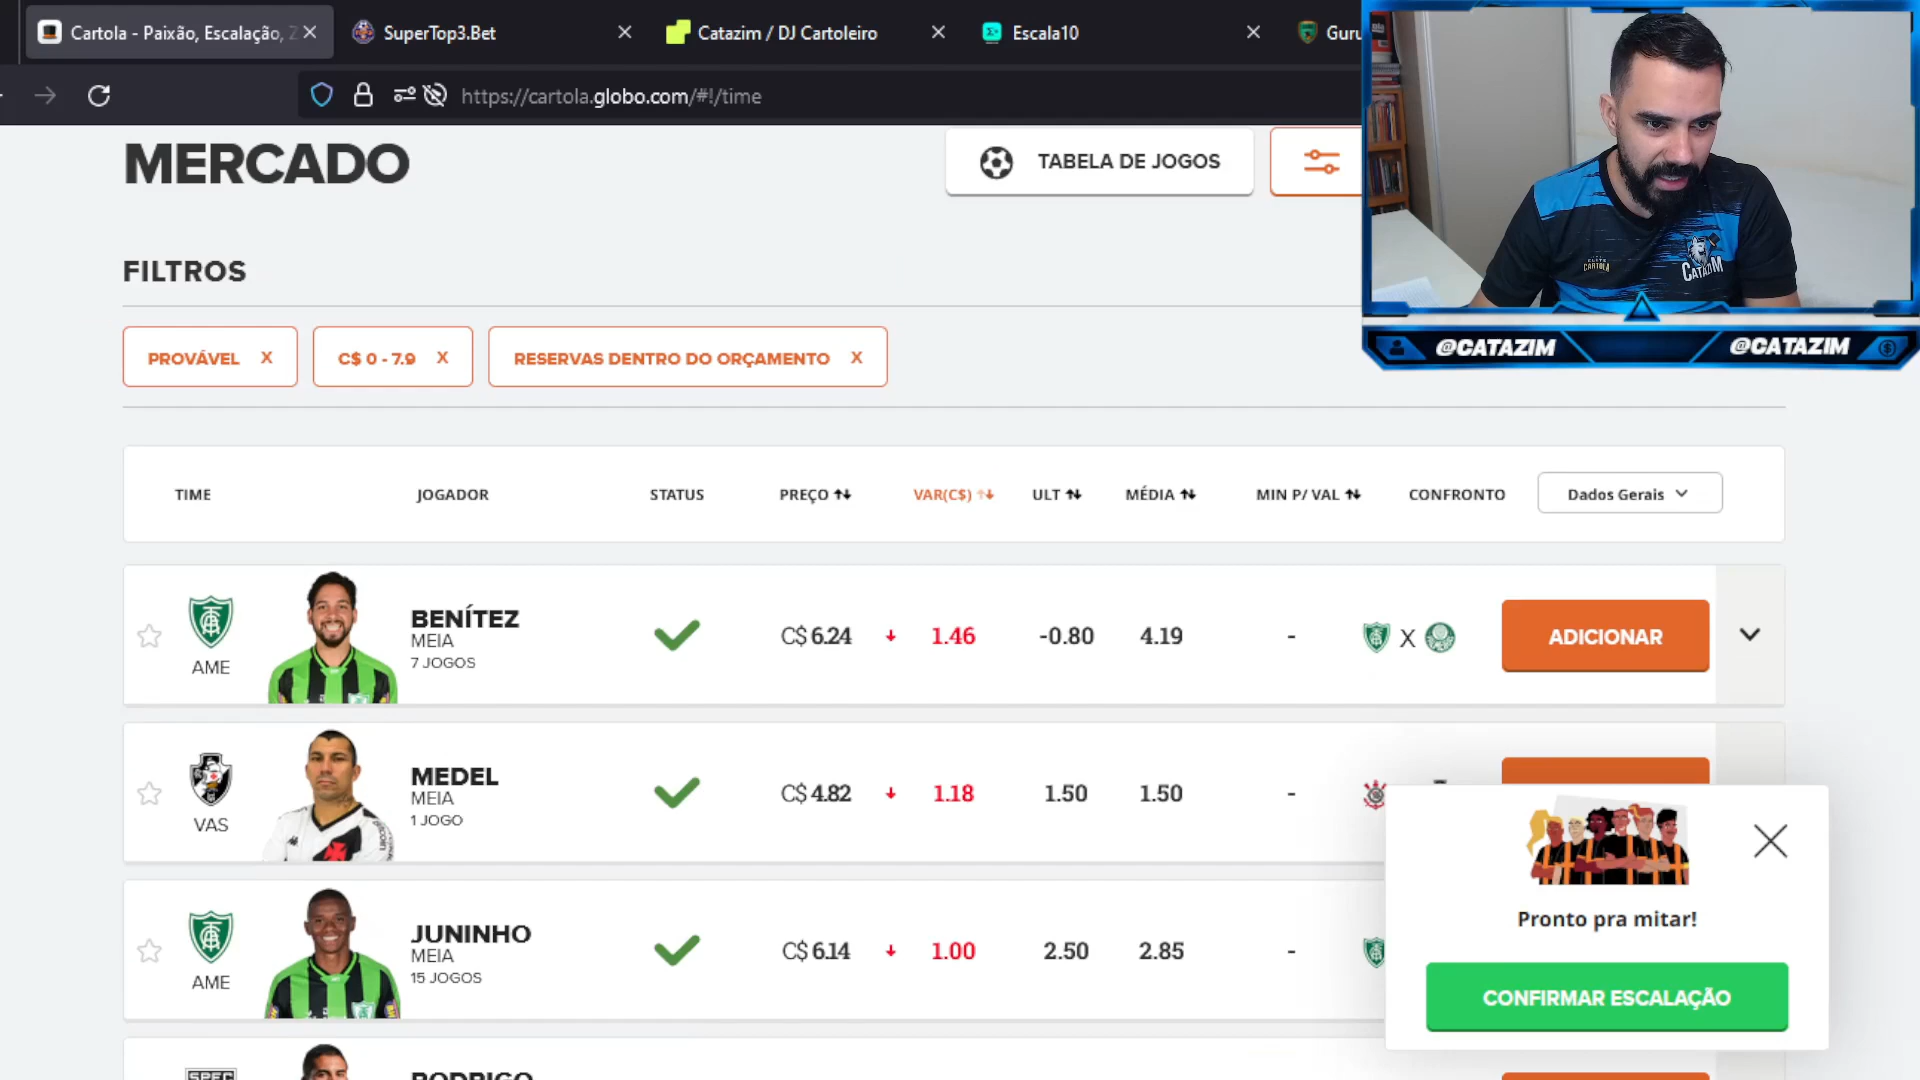 Cartola - Paixão, Escalação, Z
SuperTop3.Bet
Catazim / DJ Cartoleiro
Escala10
Guru
https://cartola.globo.com/#!/time
MERCADO
TABELA DE JOGOS
FILTROS
PROVÁVEL X
C$ 0 - 7.9 X
RESERVAS DENTRO DO ORÇAMENTO X
@CATAZIM
@CATAZIM
ELITE
CARTOLA
CATAZIM
TIME JOGADOR STATUS PREÇO VAR(C$) ULT MÉDIA MIN P/ VAL CONFRONTO Dados Gerais
AME
BENÍTEZ
MEIA
7 JOGOS
C$ 6.24 1.46 -0.80 4.19 - X ADICIONAR
VAS
MEDEL
MEIA
1 JOGO
C$ 4.82 1.18 1.50 1.50 -
AME
JUNINHO
MEIA
15 JOGOS
C$ 6.14 1.00 2.50 2.85 -
RODRIGO
Pronto pra mitar!
CONFIRMAR ESCALAÇÃO